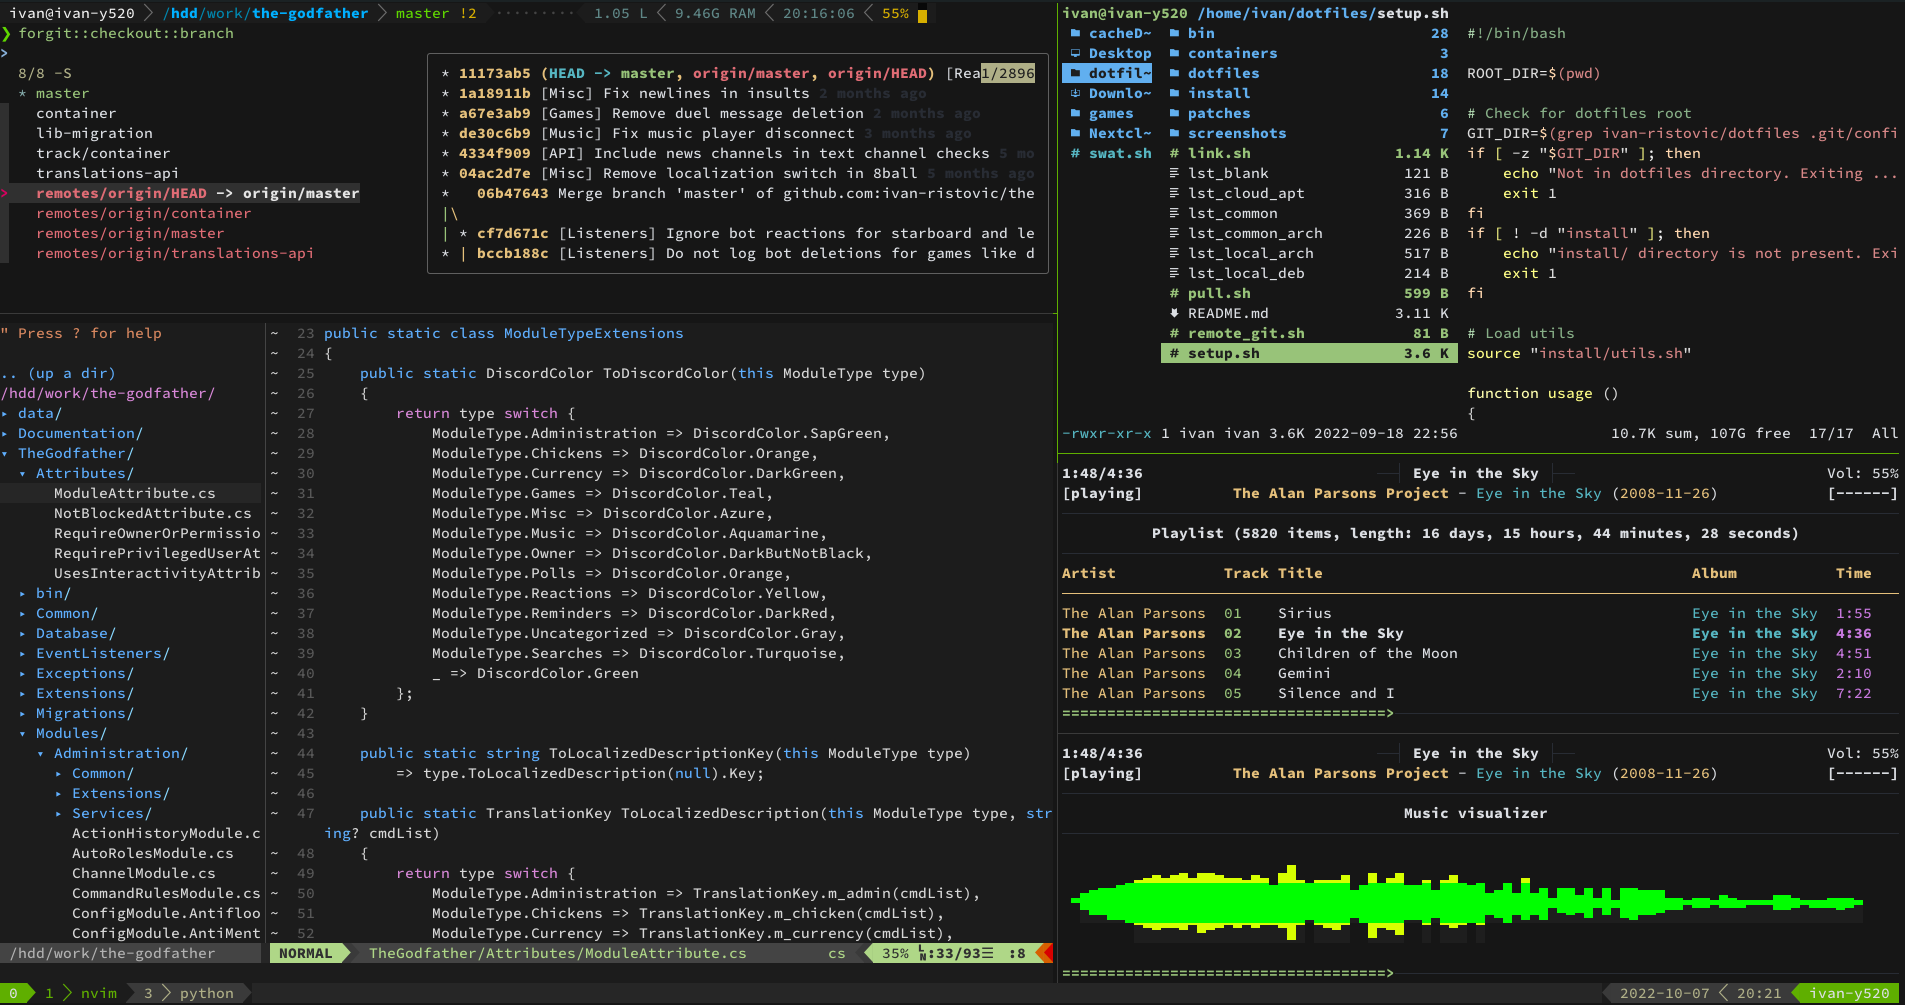 ivan@ivan-y520 > /hdd/work/the-godfather > master !2 1.05 L < 9.46G RAM < 20:16:06 < 55%
❯ forgit::checkout::branch
>
8/8 -S
* master
container
lib-migration
track/container
translations-api
> remotes/origin/HEAD -> origin/master
remotes/origin/container
remotes/origin/master
remotes/origin/translations-api
* 11173ab5 (HEAD -> master, origin/master, origin/HEAD) [Rea1/2896
* 1a18911b [Misc] Fix newlines in insults 2 months ago
* a67e3ab9 [Games] Remove duel message deletion 2 months ago
* de30c6b9 [Music] Fix music player disconnect 3 months ago
* 4334f909 [API] Include news channels in text channel checks 5 mo
* 04ac2d7e [Misc] Remove localization switch in 8ball 5 months ago
*   06b47643 Merge branch 'master' of github.com:ivan-ristovic/the
|\
| * cf7d671c [Listeners] Ignore bot reactions for starboard and le
* | bccb188c [Listeners] Do not log bot deletions for games like d
" Press ? for help
.. (up a dir)
/hdd/work/the-godfather/
▸ data/
▸ Documentation/
▾ TheGodfather/
▾ Attributes/
ModuleAttribute.cs
NotBlockedAttribute.cs
RequireOwnerOrPermissio
RequirePrivilegedUserAt
UsesInteractivityAttrib
▸ bin/
▸ Common/
▸ Database/
▸ EventListeners/
▸ Exceptions/
▸ Extensions/
▸ Migrations/
▾ Modules/
▾ Administration/
▸ Common/
▸ Extensions/
▸ Services/
ActionHistoryModule.c
AutoRolesModule.cs
ChannelModule.cs
CommandRulesModule.cs
ConfigModule.Antifloo
ConfigModule.AntiMent
/hdd/work/the-godfather
~ 23 public static class ModuleTypeExtensions
~ 24 {
~ 25     public static DiscordColor ToDiscordColor(this ModuleType type)
~ 26     {
~ 27         return type switch {
~ 28             ModuleType.Administration => DiscordColor.SapGreen,
~ 29             ModuleType.Chickens => DiscordColor.Orange,
~ 30             ModuleType.Currency => DiscordColor.DarkGreen,
~ 31             ModuleType.Games => DiscordColor.Teal,
~ 32             ModuleType.Misc => DiscordColor.Azure,
~ 33             ModuleType.Music => DiscordColor.Aquamarine,
~ 34             ModuleType.Owner => DiscordColor.DarkButNotBlack,
~ 35             ModuleType.Polls => DiscordColor.Orange,
~ 36             ModuleType.Reactions => DiscordColor.Yellow,
~ 37             ModuleType.Reminders => DiscordColor.DarkRed,
~ 38             ModuleType.Uncategorized => DiscordColor.Gray,
~ 39             ModuleType.Searches => DiscordColor.Turquoise,
~ 40             _ => DiscordColor.Green
~ 41         };
~ 42     }
~ 43
~ 44     public static string ToLocalizedDescriptionKey(this ModuleType type)
~ 45         => type.ToLocalizedDescription(null).Key;
~ 46
~ 47     public static TranslationKey ToLocalizedDescription(this ModuleType type, str
ing? cmdList)
~ 48     {
~ 49         return type switch {
~ 50             ModuleType.Administration => TranslationKey.m_admin(cmdList),
~ 51             ModuleType.Chickens => TranslationKey.m_chicken(cmdList),
~ 52             ModuleType.Currency => TranslationKey.m_currency(cmdList),
NORMAL TheGodfather/Attributes/ModuleAttribute.cs cs 35% LN:33/93☰ :8
ivan@ivan-y520 /home/ivan/dotfiles/setup.sh
cacheD~
Desktop
dotfil~
Downlo~
games
Nextcl~
# swat.sh
bin 28
containers 3
dotfiles 18
install 14
patches 6
screenshots 7
# link.sh 1.14 K
lst_blank 121 B
lst_cloud_apt 316 B
lst_common 369 B
lst_common_arch 226 B
lst_local_arch 517 B
lst_local_deb 214 B
# pull.sh 599 B
README.md 3.11 K
# remote_git.sh 81 B
# setup.sh 3.6 K
#!/bin/bash
ROOT_DIR=$(pwd)
# Check for dotfiles root
GIT_DIR=$(grep ivan-ristovic/dotfiles .git/confi
if [ -z "$GIT_DIR" ]; then
echo "Not in dotfiles directory. Exiting ...
exit 1
fi
if [ ! -d "install" ]; then
echo "install/ directory is not present. Exi
exit 1
fi
# Load utils
source "install/utils.sh"
function usage ()
{
-rwxr-xr-x 1 ivan ivan 3.6K 2022-09-18 22:56 10.7K sum, 107G free 17/17 All
1:48/4:36 Eye in the Sky Vol: 55%
[playing] The Alan Parsons Project - Eye in the Sky (2008-11-26) [------]
Playlist (5820 items, length: 16 days, 15 hours, 44 minutes, 28 seconds)
Artist Track Title Album Time
The Alan Parsons 01 Sirius Eye in the Sky 1:55
The Alan Parsons 02 Eye in the Sky Eye in the Sky 4:36
The Alan Parsons 03 Children of the Moon Eye in the Sky 4:51
The Alan Parsons 04 Gemini Eye in the Sky 2:10
The Alan Parsons 05 Silence and I Eye in the Sky 7:22
====================================>
1:48/4:36 Eye in the Sky Vol: 55%
[playing] The Alan Parsons Project - Eye in the Sky (2008-11-26) [------]
Music visualizer
====================================>
0 1 > nvim 3 > python 2022-10-07 < 20:21 ivan-y520